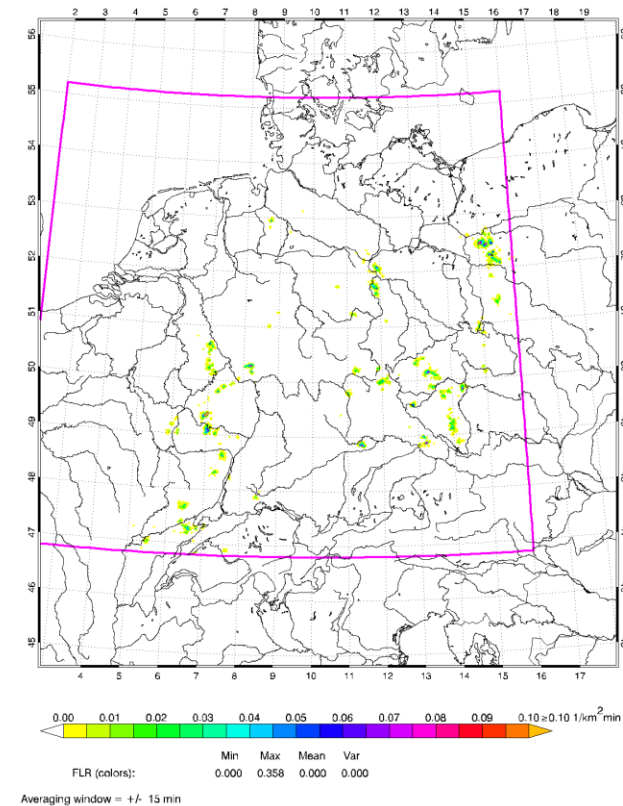 2 3 4 5 6 7 8 9 10 11 12 13 14 15 16 17 18 19
56
55
54
53
52
51
50
49
48
47
46
45
4 5 6 7 8 9 10 11 12 13 14 15 17
0.00 0.01 0.02 0.03 0.04 0.05 0.06 0.07 0.08 0.09 0.10 ≥0.10 1/km²min
Min Max Mean Var
FLR (colors): 0.000 0.358 0.000 0.000
Averaging window = +/- 15 min